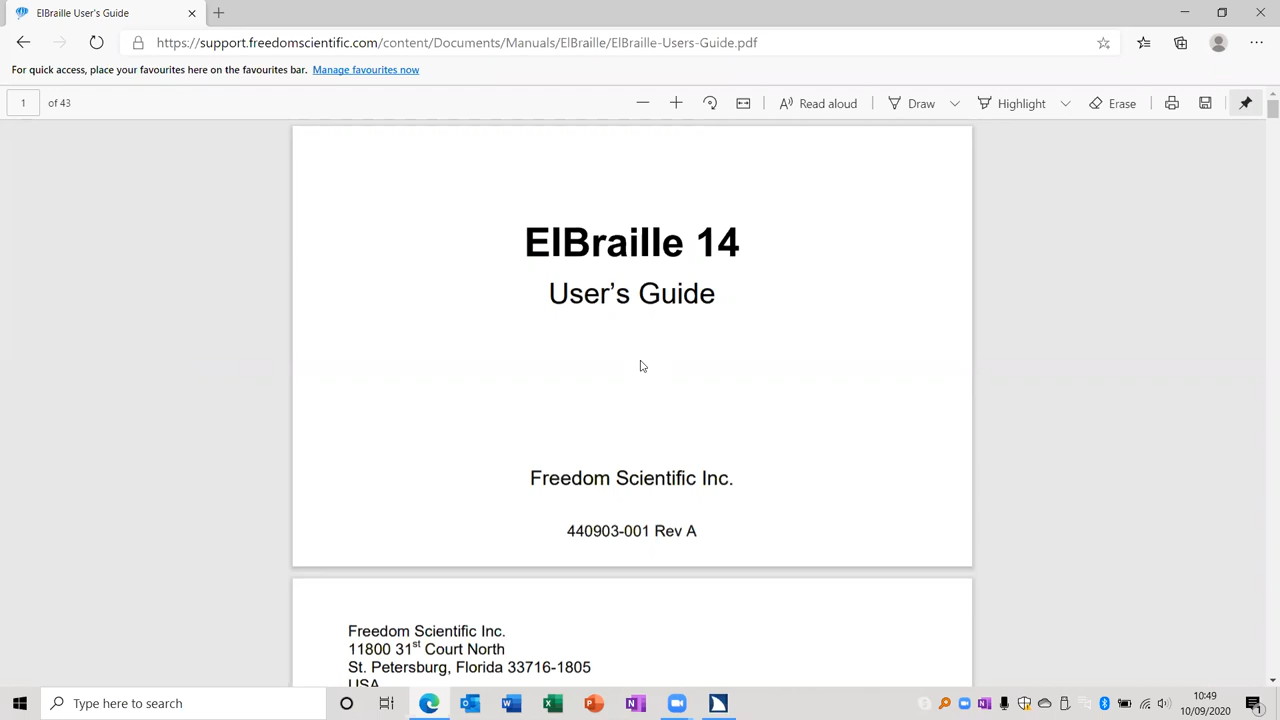 ElBraille User's Guide
https://support.freedomscientific.com/content/Documents/Manuals/ElBraille/ElBraille-Users-Guide.pdf
For quick access, place your favourites here on the favourites bar. Manage favourites now
1 of 43
Read aloud Draw Highlight Erase
ElBraille 14
User's Guide
Freedom Scientific Inc.
440903-001 Rev A
Freedom Scientific Inc.
11800 31st Court North
St. Petersburg, Florida 33716-1805
USA
Type here to search
10:49
10/09/2020
1